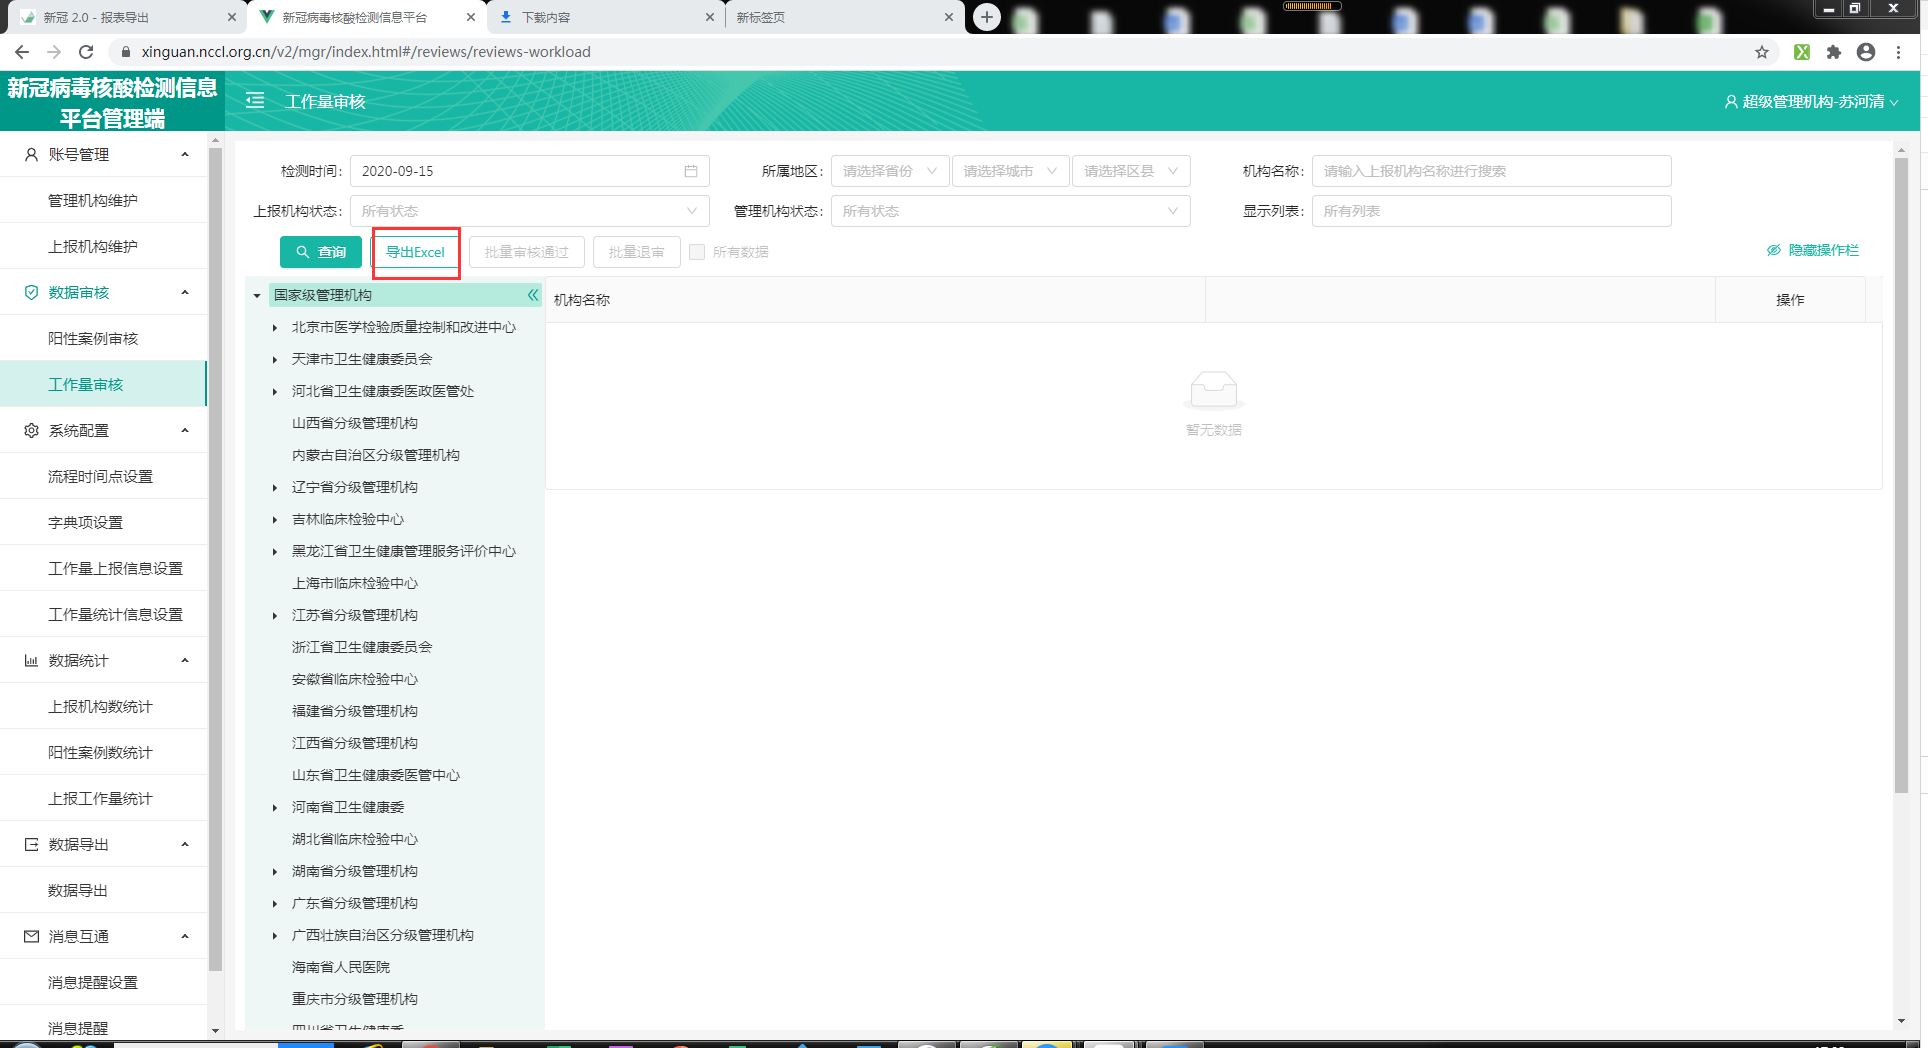 新冠 2.0 - 报表导出
新冠病毒核酸检测信息平台
下载内容
新标签页
xinguan.nccl.org.cn/v2/mgr/index.html#/reviews/reviews-workload
新冠病毒核酸检测信息
平台管理端
工作量审核
超级管理机构-苏河清
账号管理
管理机构维护
上报机构维护
数据审核
阳性案例审核
工作量审核
系统配置
流程时间点设置
字典项设置
工作量上报信息设置
工作量统计信息设置
数据统计
上报机构数统计
阳性案例数统计
上报工作量统计
数据导出
数据导出
消息互通
消息提醒设置
消息提醒
检测时间: 2020-09-15
所属地区: 请选择省份 请选择城市 请选择区县
机构名称: 请输入上报机构名称进行搜索
上报机构状态: 所有状态
管理机构状态: 所有状态
显示列表: 所有列表
查询 导出Excel 批量审核通过 批量退审 所有数据
隐藏操作栏
国家级管理机构
北京市医学检验质量控制和改进中心
天津市卫生健康委员会
河北省卫生健康委医政医管处
山西省分级管理机构
内蒙古自治区分级管理机构
辽宁省分级管理机构
吉林临床检验中心
黑龙江省卫生健康管理服务评价中心
上海市临床检验中心
江苏省分级管理机构
浙江省卫生健康委员会
安徽省临床检验中心
福建省分级管理机构
江西省分级管理机构
山东省卫生健康委医管中心
河南省卫生健康委
湖北省临床检验中心
湖南省分级管理机构
广东省分级管理机构
广西壮族自治区分级管理机构
海南省人民医院
重庆市分级管理机构
四川省卫生健康委
机构名称
操作
暂无数据